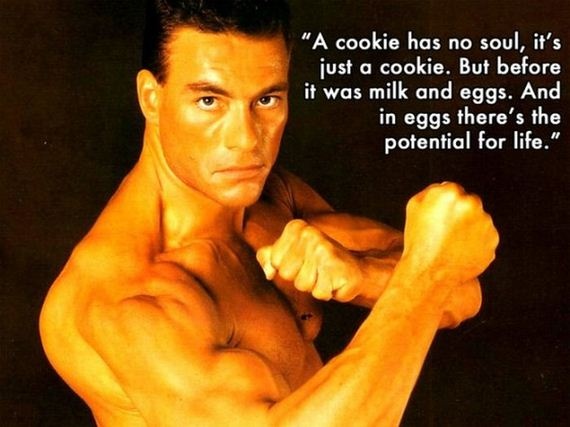 “A cookie has no soul, it’s
just a cookie. But before
it was milk and eggs. And
in eggs there’s the
potential for life.”